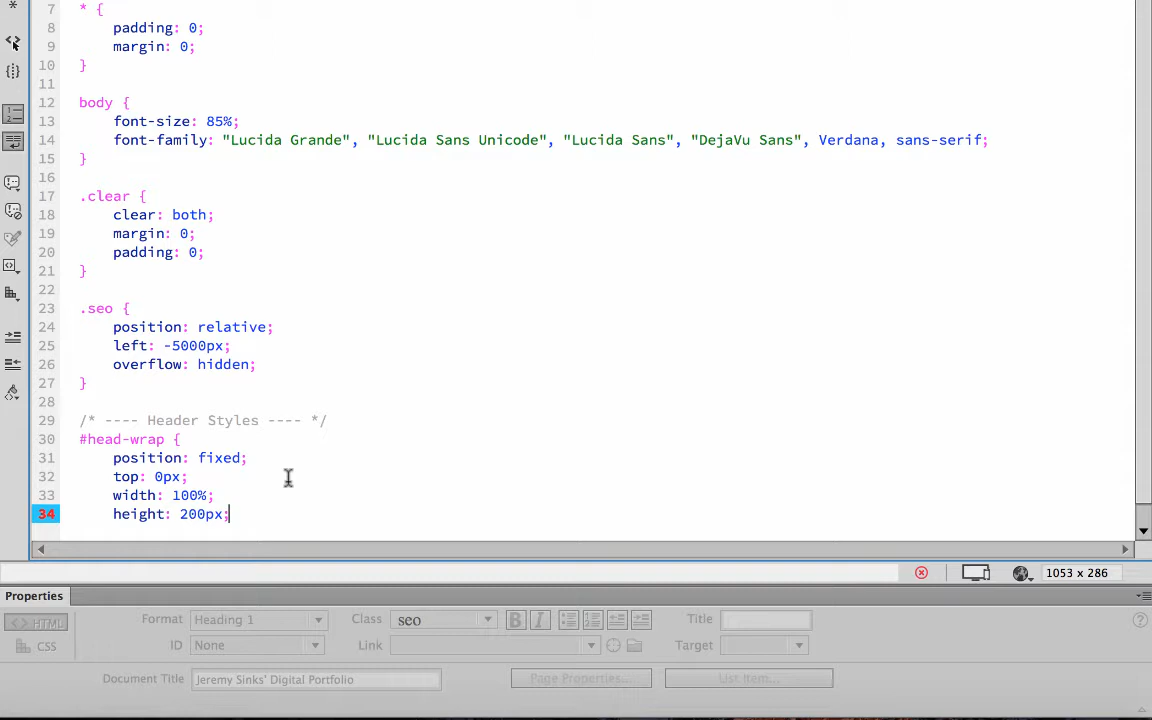 7 * {
8 padding: 0;
9 margin: 0;
10 }
11
12 body {
13 font-size: 85%;
14 font-family: "Lucida Grande", "Lucida Sans Unicode", "Lucida Sans", "DejaVu Sans", Verdana, sans-serif;
15 }
16
17 .clear {
18 clear: both;
19 margin: 0;
20 padding: 0;
21 }
22
23 .seo {
24 position: relative;
25 left: -5000px;
26 overflow: hidden;
27 }
28
29 /* ---- Header Styles ---- */
30 #head-wrap {
31 position: fixed;
32 top: 0px;
33 width: 100%;
34 height: 200px;
1053 x 286
Properties
<> HTML Format Heading 1 Class seo B I Title
CSS ID None Link Target
Document Title Jeremy Sinks' Digital Portfolio Page Properties... List Item...